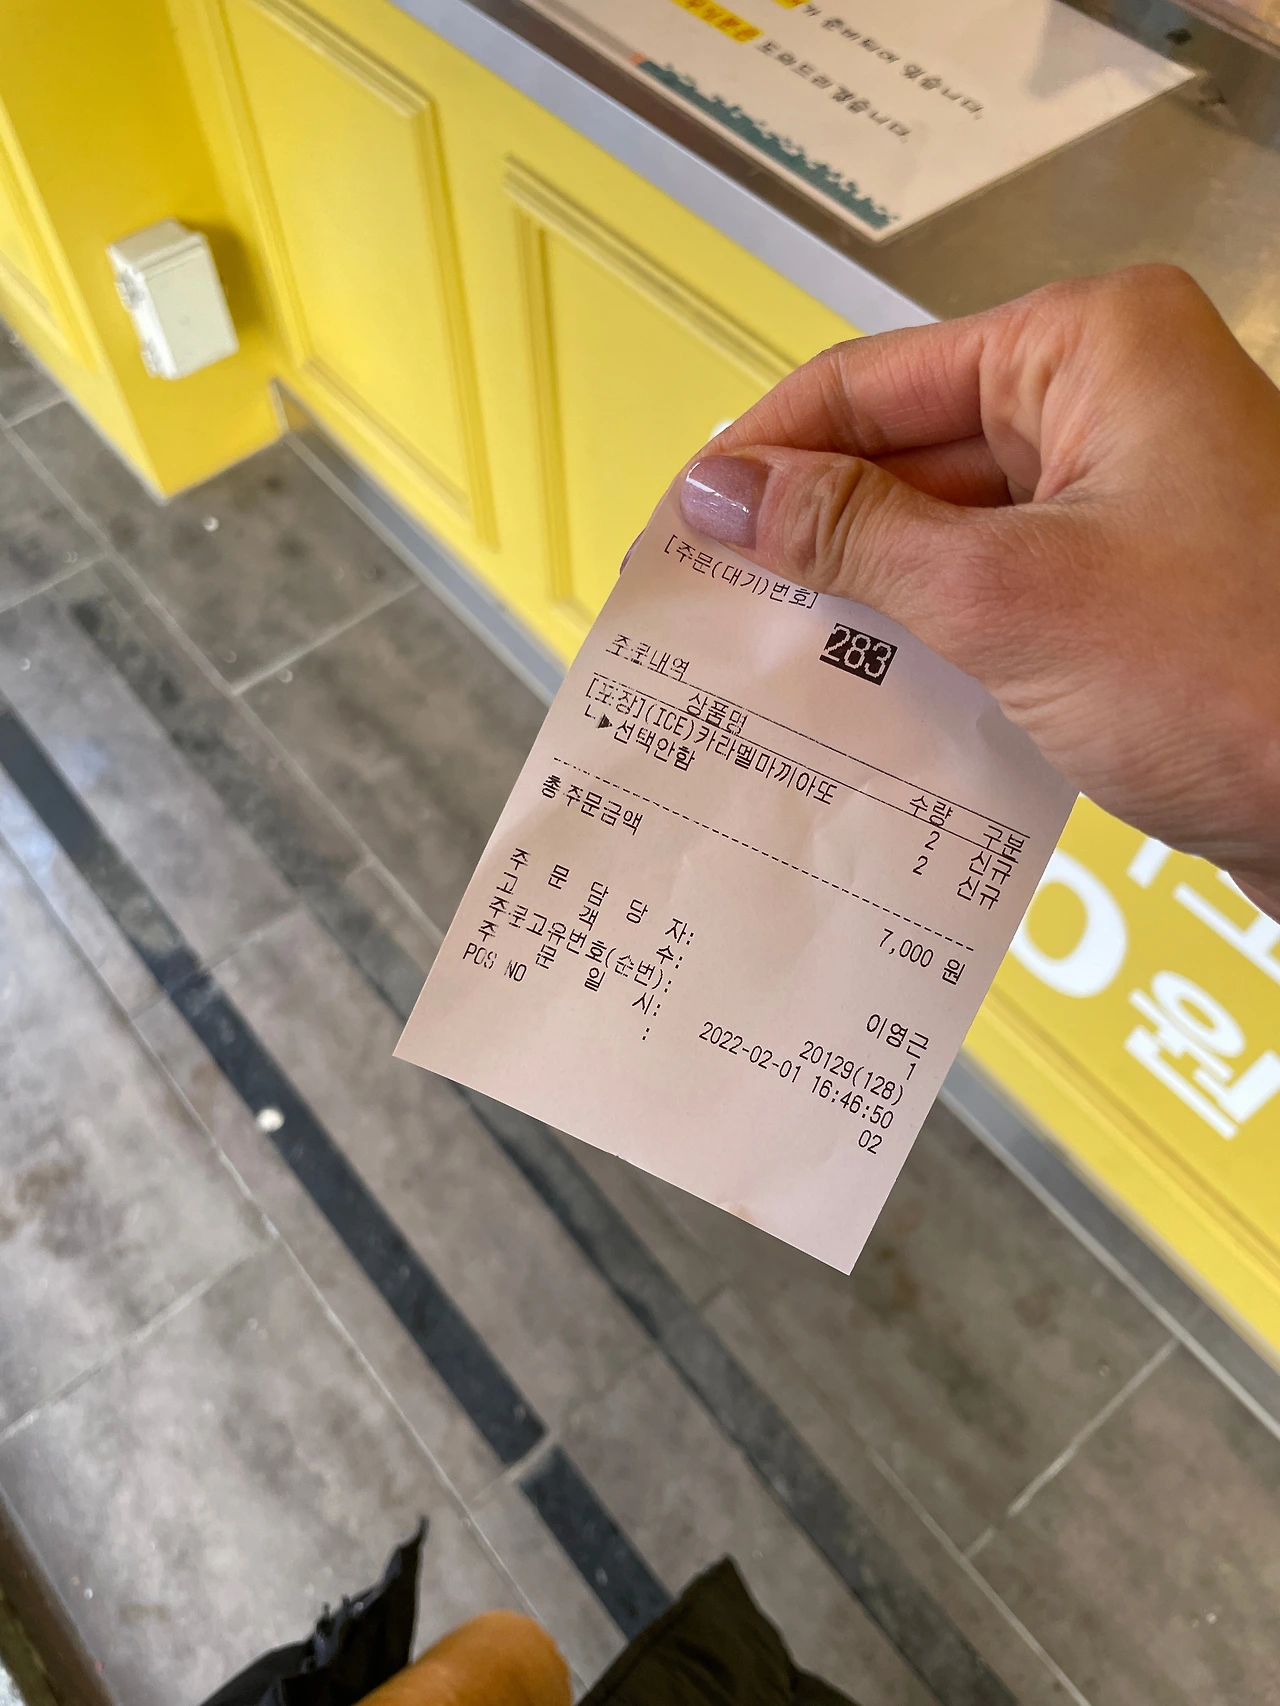 [주문(대기)번호]
283
주문내역
상품명 수량 구분
[포장](ICE)카라멜마끼아또 2 신규
└▶선택안함 2 신규
총 주문금액 7,000 원
주 문 담 당 자: 이영근
고 객 수: 1
주문고유번호(순번): 20129(128)
주 문 일 시: 2022-02-01 16:46:50
POS NO : 02
원